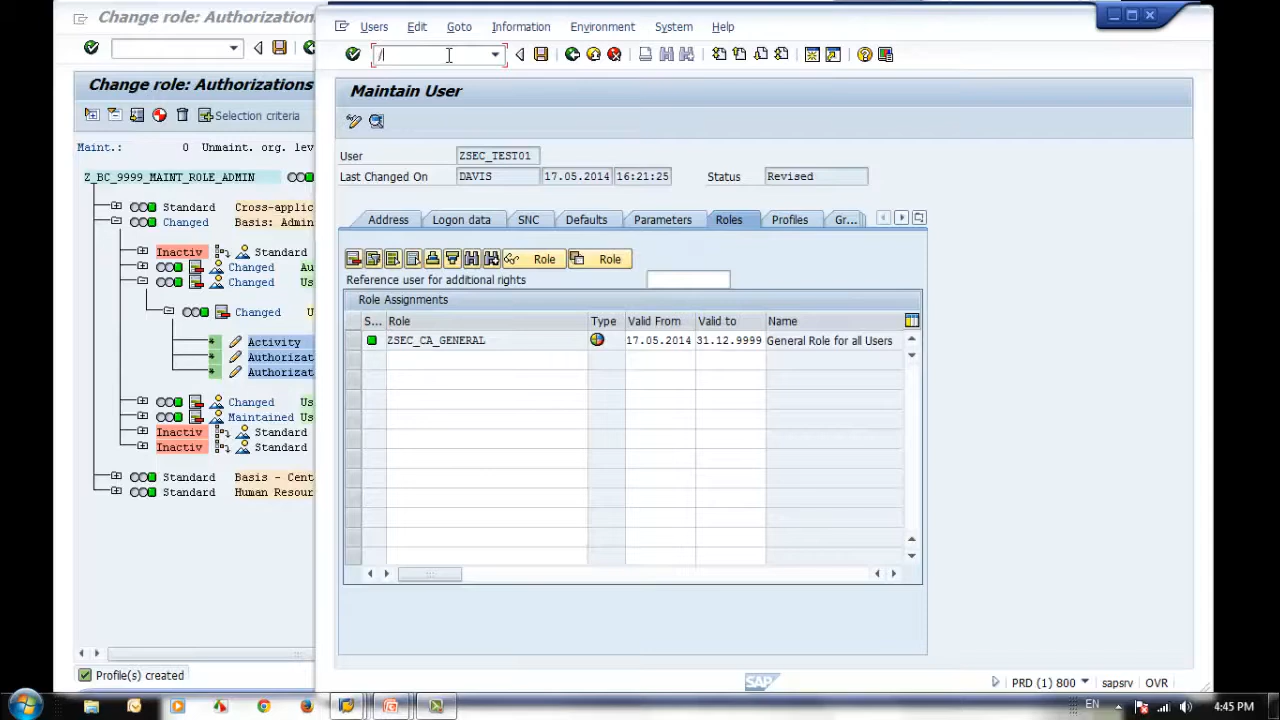 Change role: Authorizations
Change role: Authorizations
Selection criteria
Maint.: 0 Unmaint. org. lev
Z_BC_9999_MAINT_ROLE_ADMIN
Standard Cross-applic
Changed Basis: Admin
Inactiv Standard
Changed Au
Changed Us
Changed U
Activity
Authorizat
Authorizat
Changed Us
Maintained Us
Inactiv Standard
Inactiv Standard
Standard Basis - Cent
Standard Human Resour
Profile(s) created
Users Edit Goto Information Environment System Help
/
Maintain User
User ZSEC_TEST01
Last Changed On DAVIS 17.05.2014 16:21:25 Status Revised
Address Logon data SNC Defaults Parameters Roles Profiles Gr...
Role Role
Reference user for additional rights
Role Assignments
S... Role Type Valid From Valid to Name
ZSEC_CA_GENERAL 17.05.2014 31.12.9999 General Role for all Users
SAP
PRD (1) 800 sapsrv OVR
EN 4:45 PM